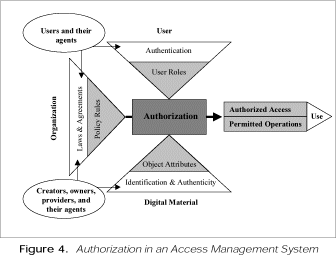 Users and their
agents
User
Authentication
User Roles
Organization
Laws & Agreements
Policy Rules
Authorization
Authorized Access
Permitted Operations
Use
Object Attributes
Identification & Authenticity
Digital Material
Creators, owners,
providers, and
their agents
Figure 4. Authorization in an Access Management System